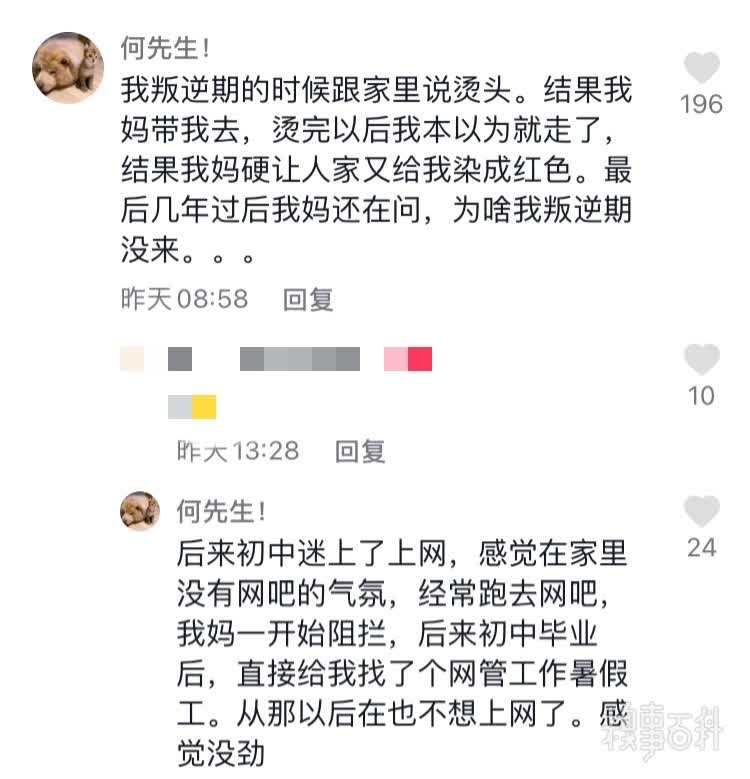 何先生!
我叛逆期的时候跟家里说烫头。结果我
妈带我去，烫完以后我本以为就走了，
结果我妈硬让人家又给我染成红色。最
后几年过后我妈还在问，为啥我叛逆期
没来。。。
196
昨天08:58 回复
10
昨天13:28 回复
何先生!
24
后来初中迷上了上网，感觉在家里
没有网吧的气氛，经常跑去网吧，
我妈一开始阻拦，后来初中毕业
后，直接给我找了个网管工作暑假
工。从那以后在也不想上网了。感
觉没劲
糗事百科